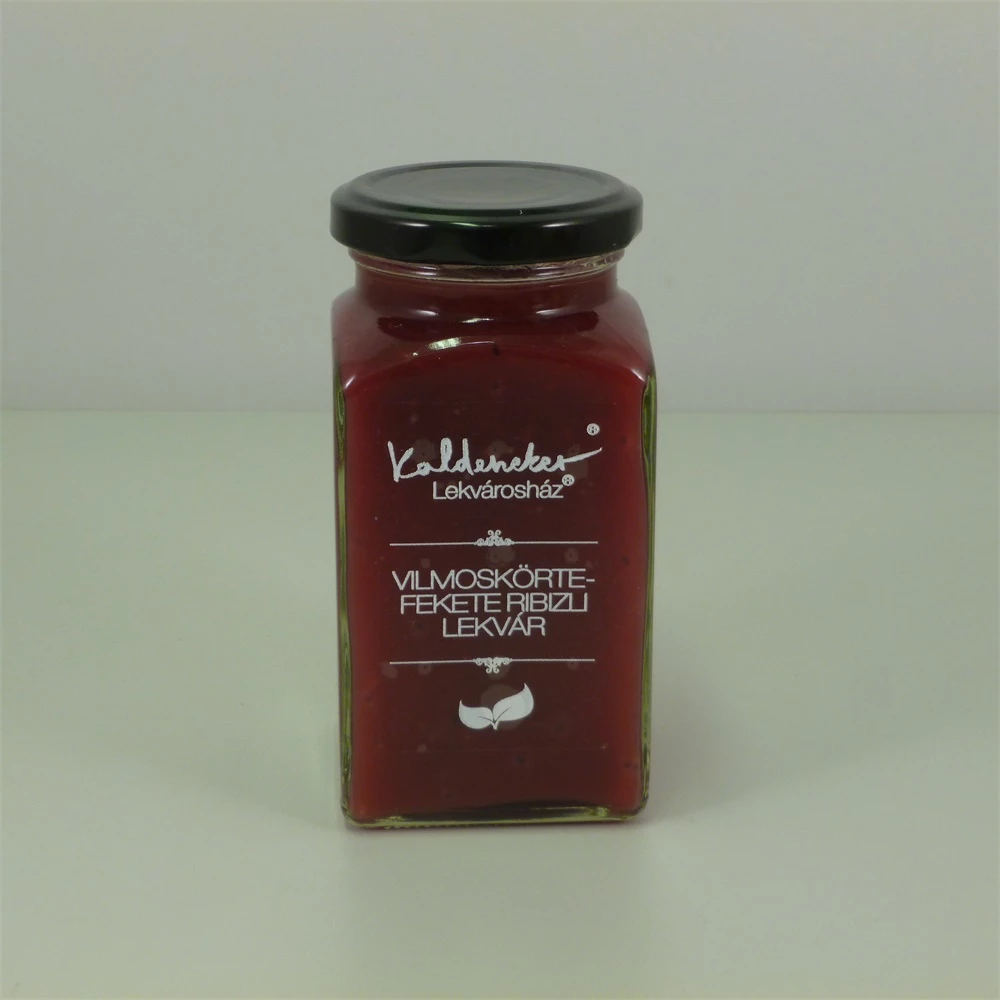 Kaldeneker®
Lekvárosház®
VILMOSKÖRTE-
FEKETE RIBIZLI
LEKVÁR